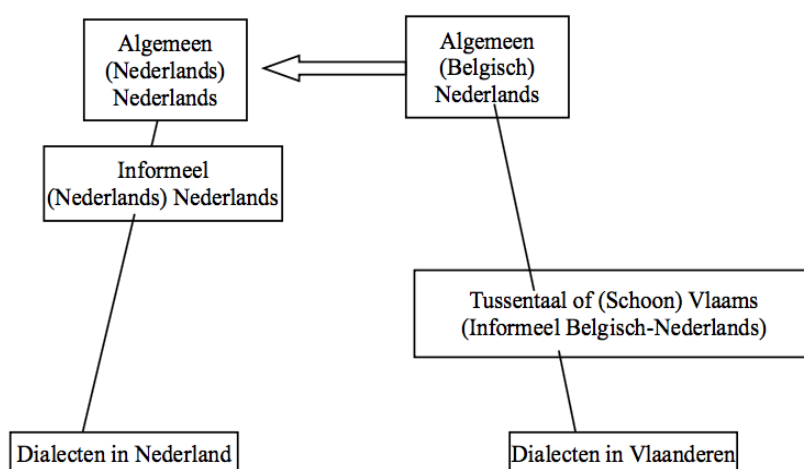 Algemeen
(Nederlands)
Nederlands
Algemeen
(Belgisch)
Nederlands
Informeel
(Nederlands) Nederlands
Tussentaal of (Schoon) Vlaams
(Informeel Belgisch-Nederlands)
Dialecten in Nederland
Dialecten in Vlaanderen